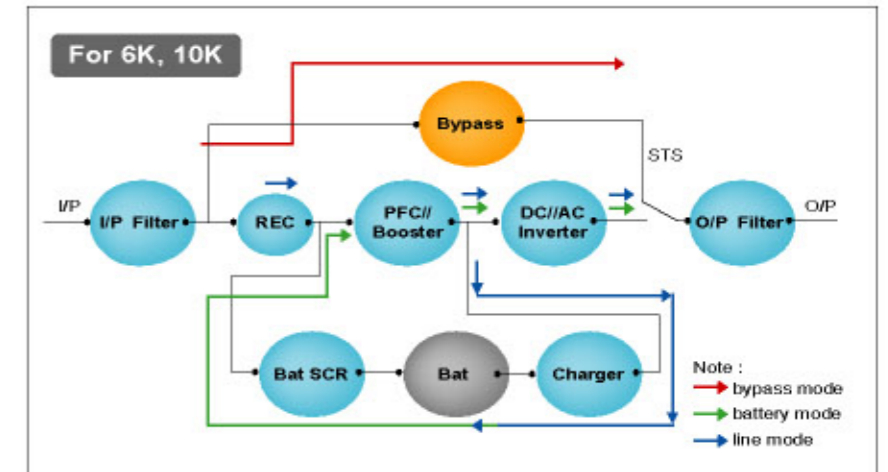 For 6K, 10K
Bypass
STS
I/P
I/P Filter
REC
PFC//
Booster
DC//AC
Inverter
O/P Filter
O/P
Bat SCR
Bat
Charger
Note :
bypass mode
battery mode
line mode